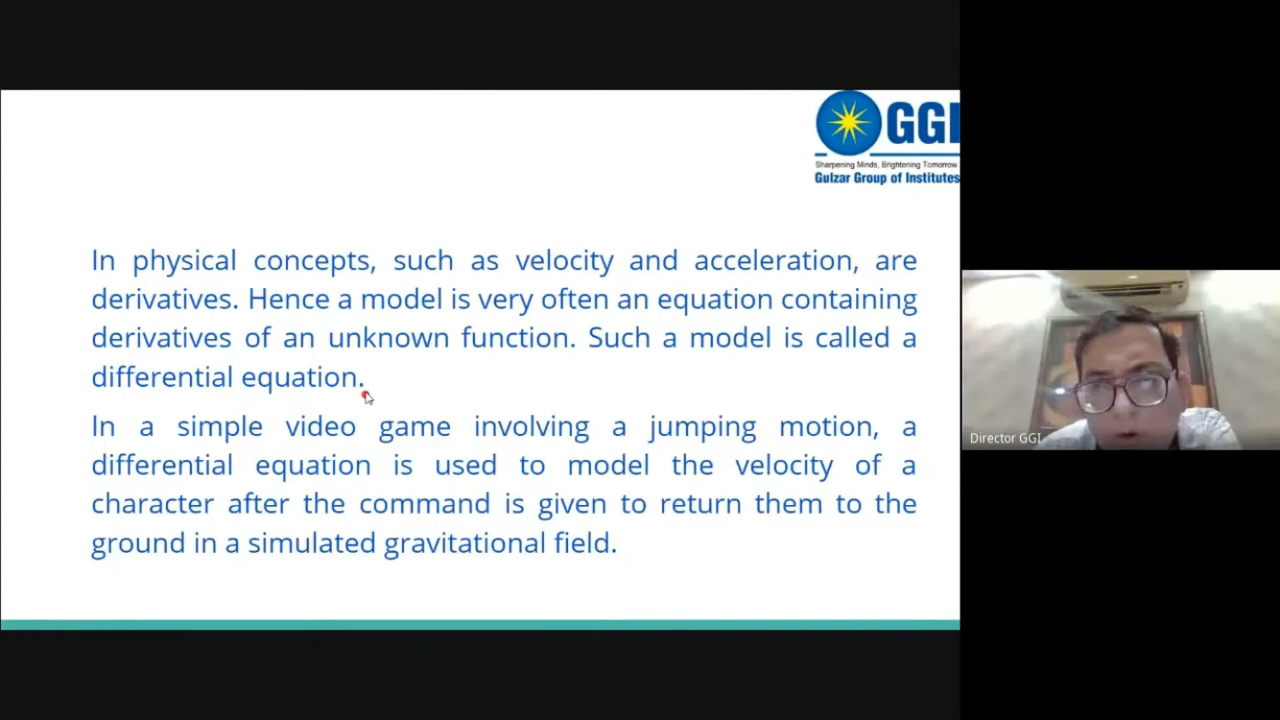 GGI
Sharpening Minds, Brightening Tomorrow
Gulzar Group of Institutes
In physical concepts, such as velocity and acceleration, are
derivatives. Hence a model is very often an equation containing
derivatives of an unknown function. Such a model is called a
differential equation.
In a simple video game involving a jumping motion, a
differential equation is used to model the velocity of a
character after the command is given to return them to the
ground in a simulated gravitational field.
Director GGI